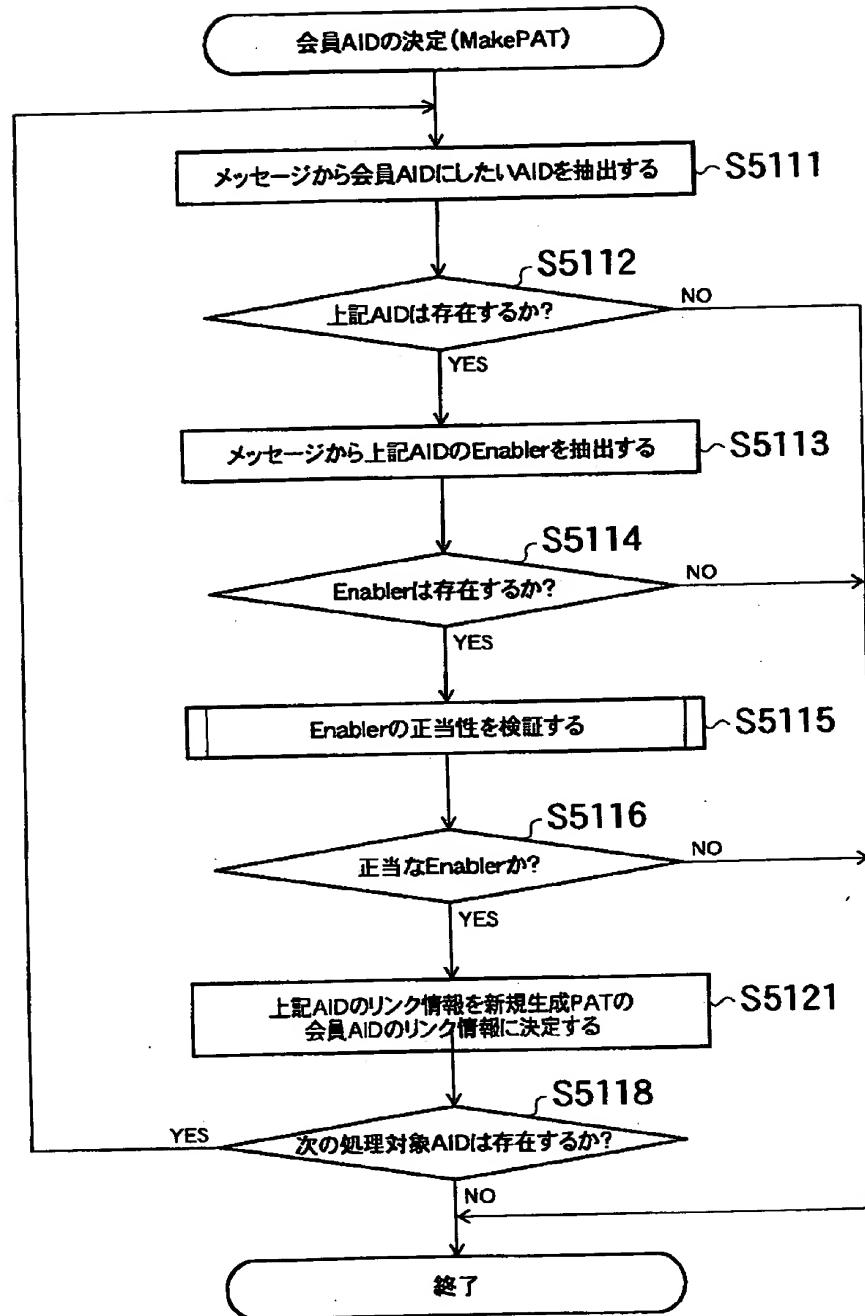 会員AIDの決定(MakePAT)
メッセージから会員AIDにしたいAIDを抽出する
S5111
S5112
上記AIDは存在するか?
NO
YES
メッセージから上記AIDのEnablerを抽出する
S5113
S5114
Enablerは存在するか?
NO
YES
Enablerの正当性を検証する
S5115
S5116
正当なEnablerか?
NO
YES
上記AIDのリンク情報を新規生成PATの
会員AIDのリンク情報に決定する
S5121
S5118
YES
次の処理対象AIDは存在するか?
NO
終了